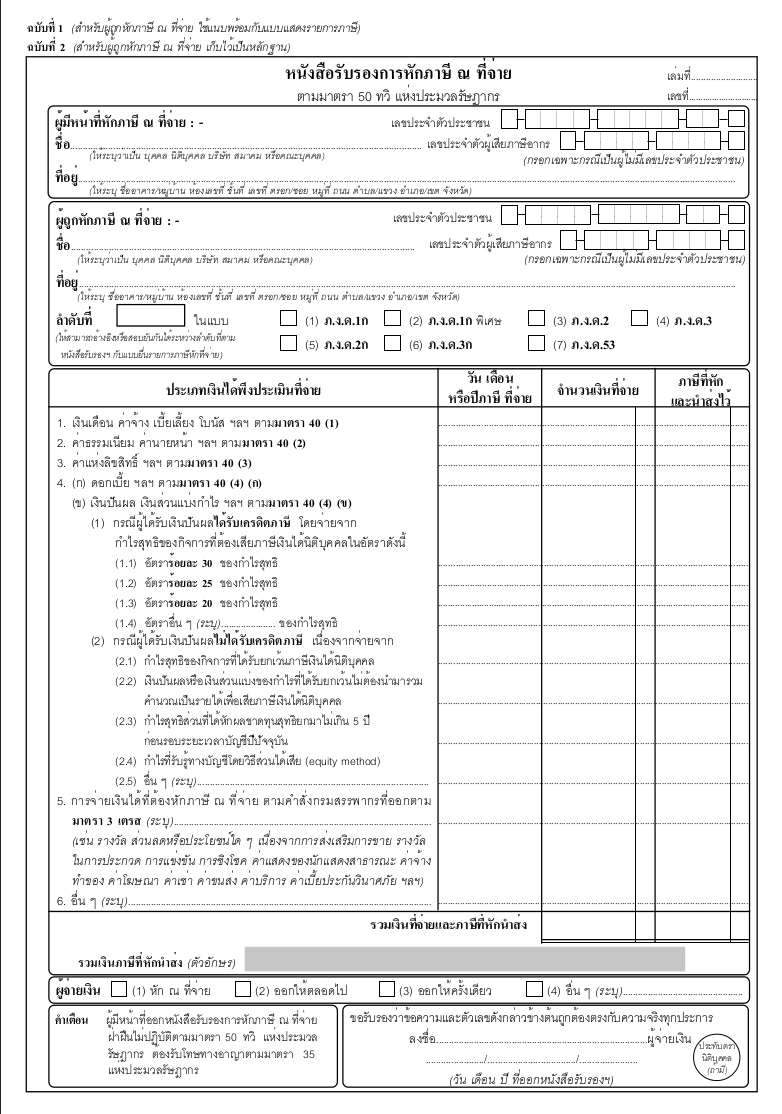 ฉบับที่ 1 (สำหรับผู้ถูกหักภาษี ณ ที่จ่าย ใช้แนบพร้อมกับแบบแสดงรายการภาษี)
ฉบับที่ 2 (สำหรับผู้ถูกหักภาษี ณ ที่จ่าย เก็บไว้เป็นหลักฐาน)
หนังสือรับรองการหักภาษี ณ ที่จ่าย
เล่มที่
ตามมาตรา 50 ทวิ แห่งประมวลรัษฎากร
เลขที่
ผู้มีหน้าที่หักภาษี ณ ที่จ่าย : -
เลขประจำตัวประชาชน
ชื่อ
เลขประจำตัวผู้เสียภาษีอากร
(ให้ระบุว่าเป็น บุคคล นิติบุคคล บริษัท สมาคม หรือคณะบุคคล)
(กรอกเฉพาะกรณีเป็นผู้ไม่มีเลขประจำตัวประชาชน)
ที่อยู่
(ให้ระบุ ชื่ออาคาร/หมู่บ้าน ห้องเลขที่ ชั้นที่ เลขที่ ตรอก/ซอย หมู่ที่ ถนน ตำบล/แขวง อำเภอ/เขต จังหวัด)
ผู้ถูกหักภาษี ณ ที่จ่าย : -
เลขประจำตัวประชาชน
ชื่อ
เลขประจำตัวผู้เสียภาษีอากร
(ให้ระบุว่าเป็น บุคคล นิติบุคคล บริษัท สมาคม หรือคณะบุคคล)
(กรอกเฉพาะกรณีเป็นผู้ไม่มีเลขประจำตัวประชาชน)
ที่อยู่
(ให้ระบุ ชื่ออาคาร/หมู่บ้าน ห้องเลขที่ ชั้นที่ เลขที่ ตรอก/ซอย หมู่ที่ ถนน ตำบล/แขวง อำเภอ/เขต จังหวัด)
ลำดับที่ ในแบบ (1) ภ.ง.ด.1ก (2) ภ.ง.ด.1ก พิเศษ (3) ภ.ง.ด.2 (4) ภ.ง.ด.3
(ให้สามารถอ้างอิงหรือสอบยันกันได้ระหว่างลำดับที่ตาม
หนังสือรับรองฯ กับแบบยื่นรายการภาษีหักที่จ่าย)
(5) ภ.ง.ด.2ก (6) ภ.ง.ด.3ก (7) ภ.ง.ด.53
ประเภทเงินได้พึงประเมินที่จ่าย
วัน เดือน
หรือปีภาษี ที่จ่าย
จำนวนเงินที่จ่าย
ภาษีที่หัก
และนำส่งไว้
1. เงินเดือน ค่าจ้าง เบี้ยเลี้ยง โบนัส ฯลฯ ตามมาตรา 40 (1)
2. ค่าธรรมเนียม ค่านายหน้า ฯลฯ ตามมาตรา 40 (2)
3. ค่าแห่งลิขสิทธิ์ ฯลฯ ตามมาตรา 40 (3)
4. (ก) ดอกเบี้ย ฯลฯ ตามมาตรา 40 (4) (ก)
(ข) เงินปันผล เงินส่วนแบ่งกำไร ฯลฯ ตามมาตรา 40 (4) (ข)
(1) กรณีผู้ได้รับเงินปันผลได้รับเครดิตภาษี โดยจ่ายจาก
กำไรสุทธิของกิจการที่ต้องเสียภาษีเงินได้นิติบุคคลในอัตราดังนี้
(1.1) อัตราร้อยละ 30 ของกำไรสุทธิ
(1.2) อัตราร้อยละ 25 ของกำไรสุทธิ
(1.3) อัตราร้อยละ 20 ของกำไรสุทธิ
(1.4) อัตราอื่น ๆ (ระบุ)...................... ของกำไรสุทธิ
(2) กรณีผู้ได้รับเงินปันผลไม่ได้รับเครดิตภาษี เนื่องจากจ่ายจาก
(2.1) กำไรสุทธิของกิจการที่ได้รับยกเว้นภาษีเงินได้นิติบุคคล
(2.2) เงินปันผลหรือเงินส่วนแบ่งของกำไรที่ได้รับยกเว้นไม่ต้องนำมารวม
คำนวณเป็นรายได้เพื่อเสียภาษีเงินได้นิติบุคคล
(2.3) กำไรสุทธิส่วนที่ได้หักผลขาดทุนสุทธิยกมาไม่เกิน 5 ปี
ก่อนรอบระยะเวลาบัญชีปีปัจจุบัน
(2.4) กำไรที่รับรู้ทางบัญชีโดยวิธีส่วนได้เสีย (equity method)
(2.5) อื่น ๆ (ระบุ)
5. การจ่ายเงินได้ที่ต้องหักภาษี ณ ที่จ่าย ตามคำสั่งกรมสรรพากรที่ออกตาม
มาตรา 3 เตรส (ระบุ)
(เช่น รางวัล ส่วนลดหรือประโยชน์ใด ๆ เนื่องจากการส่งเสริมการขาย รางวัล
ในการประกวด การแข่งขัน การชิงโชค ค่าแสดงของนักแสดงสาธารณะ ค่าจ้าง
ทำของ ค่าโฆษณา ค่าเช่า ค่าขนส่ง ค่าบริการ ค่าเบี้ยประกันวินาศภัย ฯลฯ)
6. อื่น ๆ (ระบุ)
รวมเงินที่จ่ายและภาษีที่หักนำส่ง
รวมเงินภาษีที่หักนำส่ง (ตัวอักษร)
ผู้จ่ายเงิน (1) หัก ณ ที่จ่าย (2) ออกให้ตลอดไป (3) ออกให้ครั้งเดียว (4) อื่น ๆ (ระบุ)
คำเตือน ผู้มีหน้าที่ออกหนังสือรับรองการหักภาษี ณ ที่จ่าย
ฝ่าฝืนไม่ปฏิบัติตามมาตรา 50 ทวิ แห่งประมวล
รัษฎากร ต้องรับโทษทางอาญาตามมาตรา 35
แห่งประมวลรัษฎากร
ขอรับรองว่าข้อความและตัวเลขดังกล่าวข้างต้นถูกต้องตรงกับความจริงทุกประการ
ลงชื่อ......................ผู้จ่ายเงิน
................/................/................
(วัน เดือน ปี ที่ออกหนังสือรับรองฯ)
ประทับตรา
นิติบุคคล
(ถ้ามี)